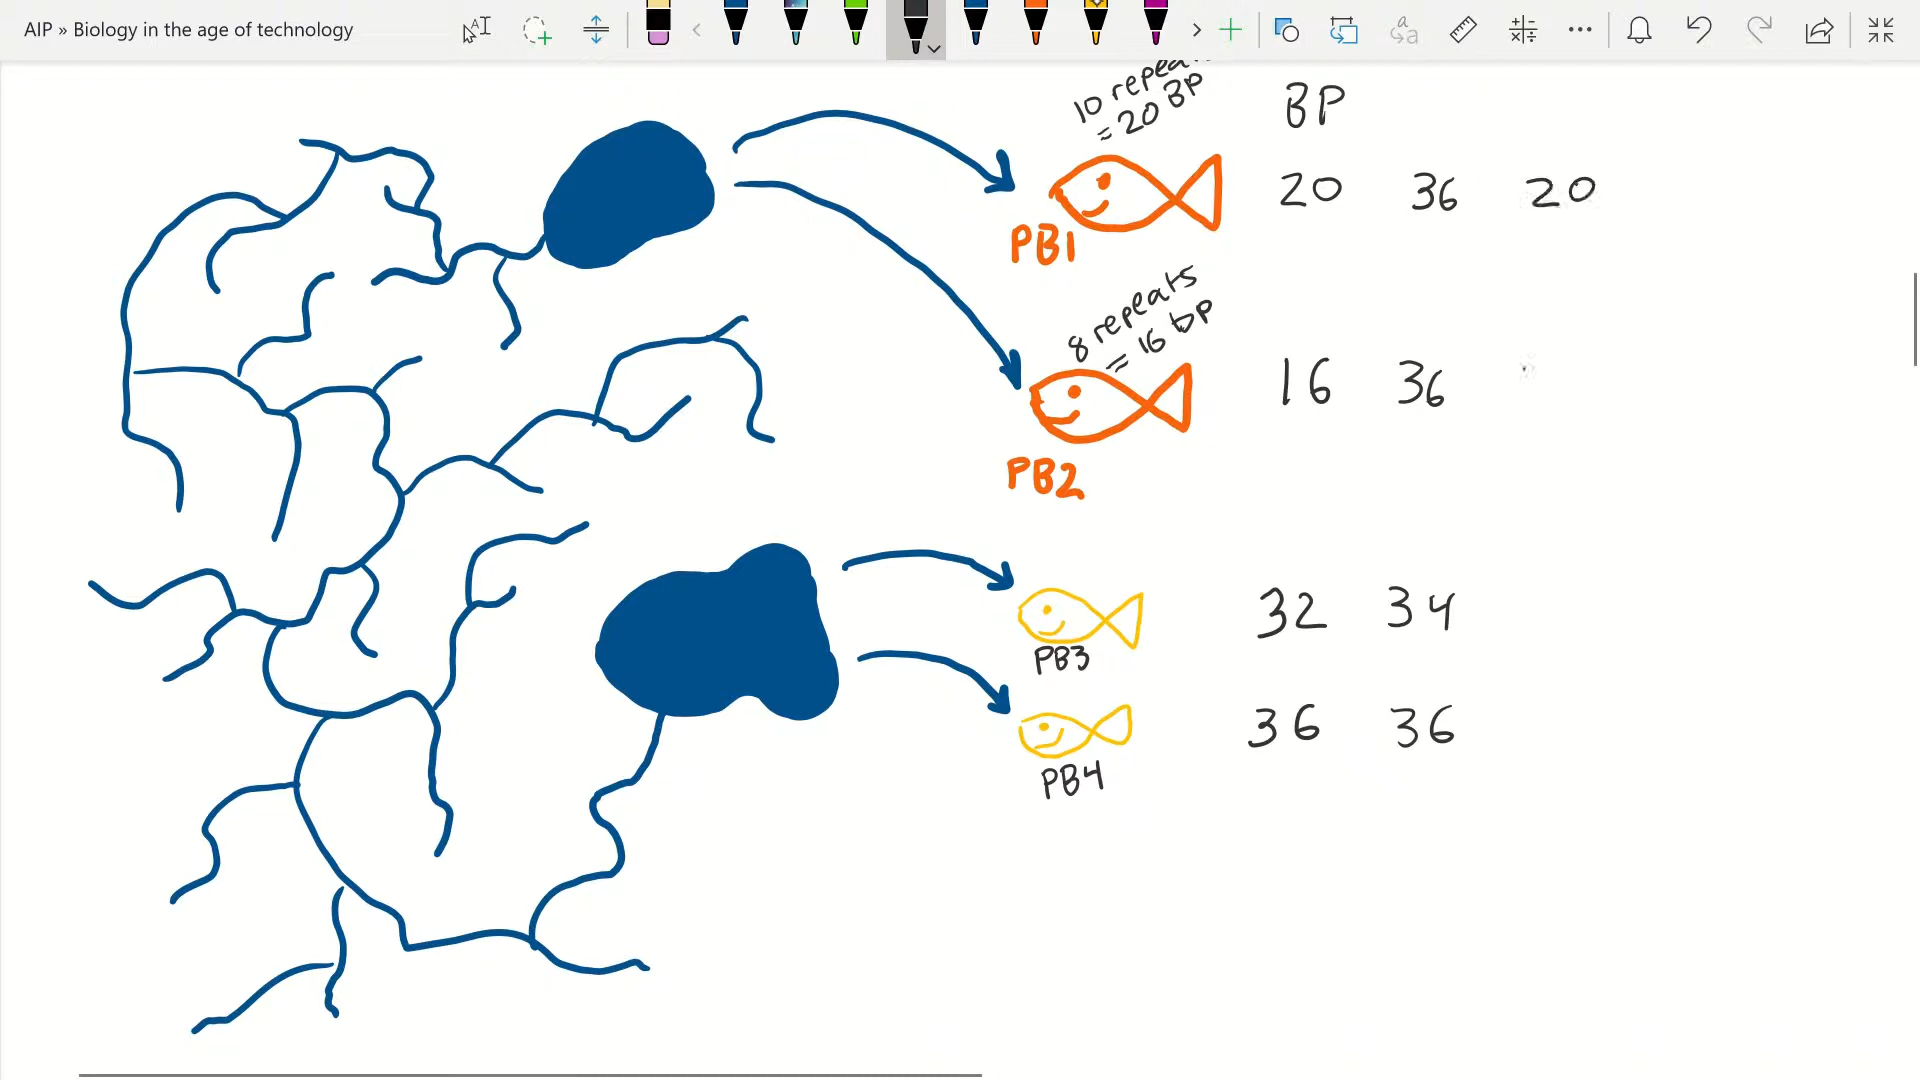 AIP » Biology in the age of technology
10 repeats
= 20 BP
BP
20 36 20
PB1
8 repeats
= 16 bp
16 36
PB2
32 34
PB3
36 36
PB4